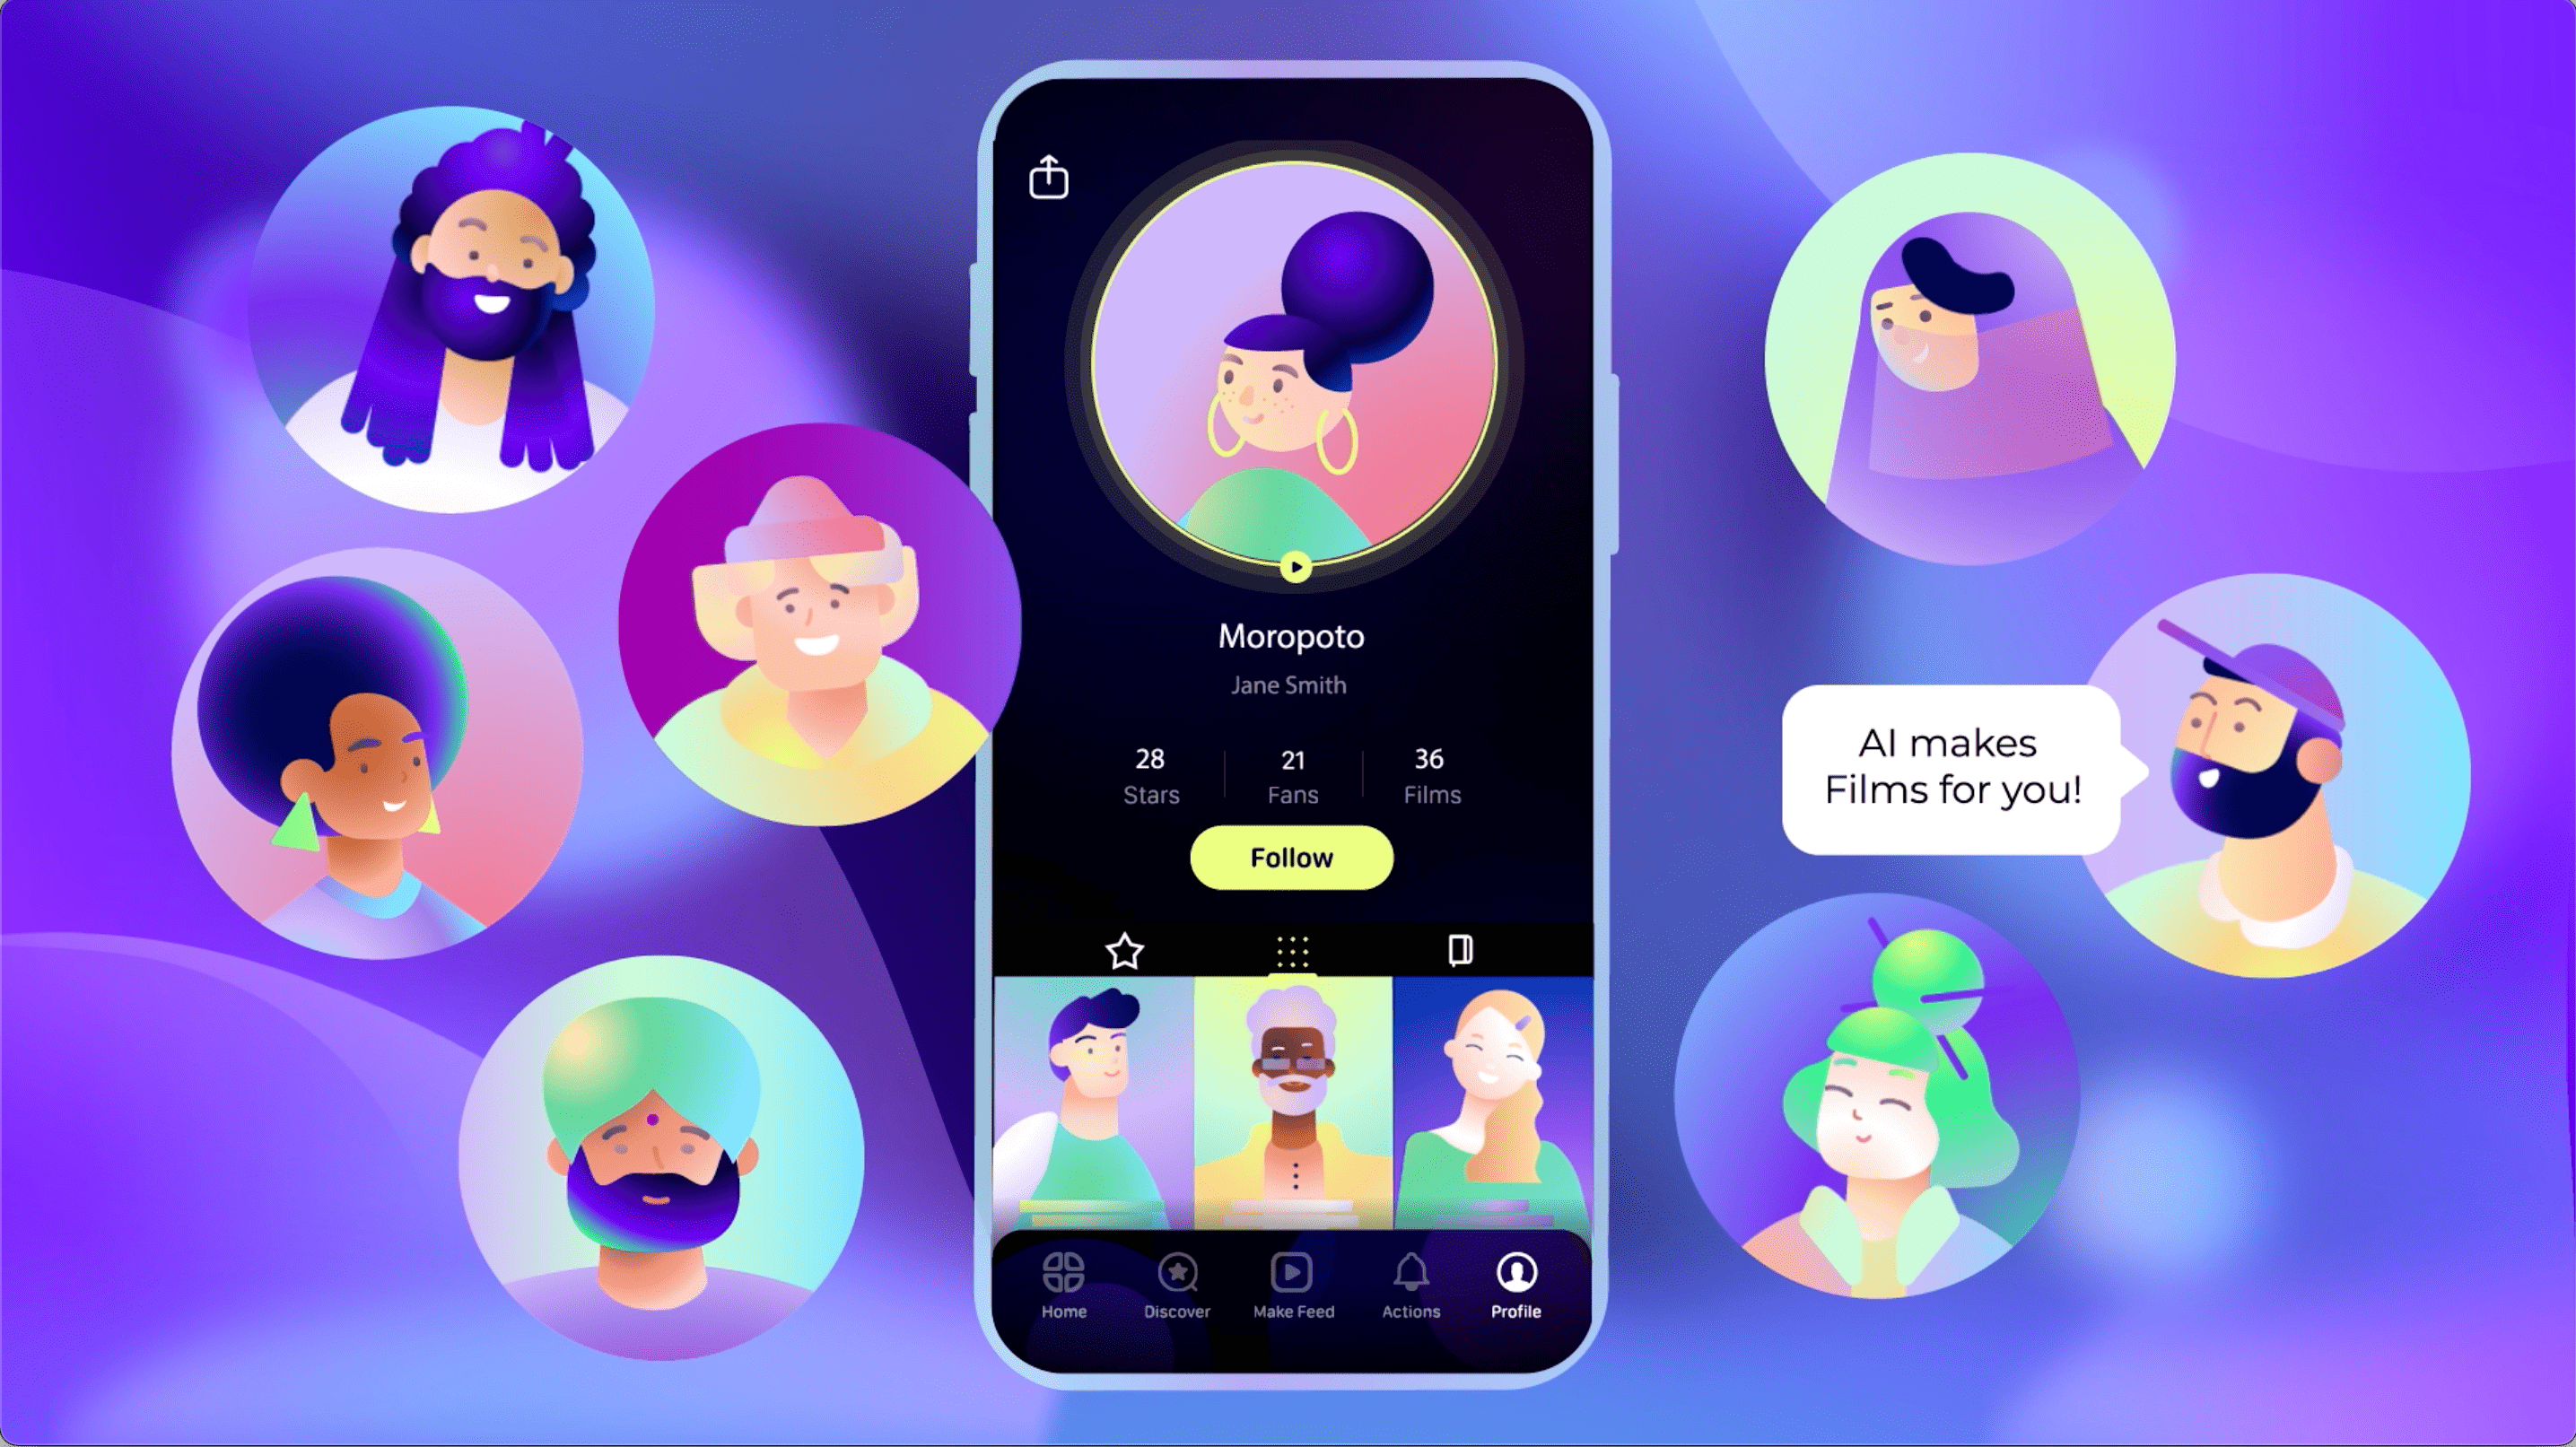 Moropoto
Jane Smith
28
Stars
21
Fans
36
Films
Follow
AI makes
Films for you!
Home
Discover
Make Feed
Actions
Profile